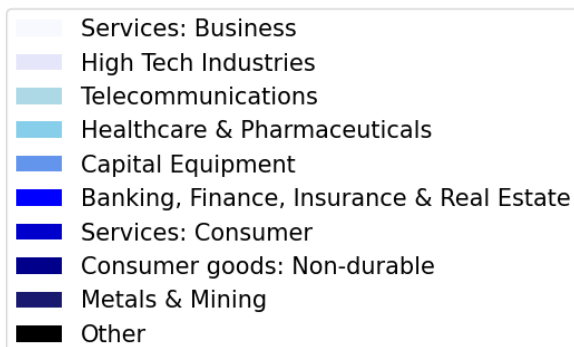 Services: Business
High Tech Industries
Telecommunications
Healthcare & Pharmaceuticals
Capital Equipment
Banking, Finance, Insurance & Real Estate
Services: Consumer
Consumer goods: Non-durable
Metals & Mining
Other